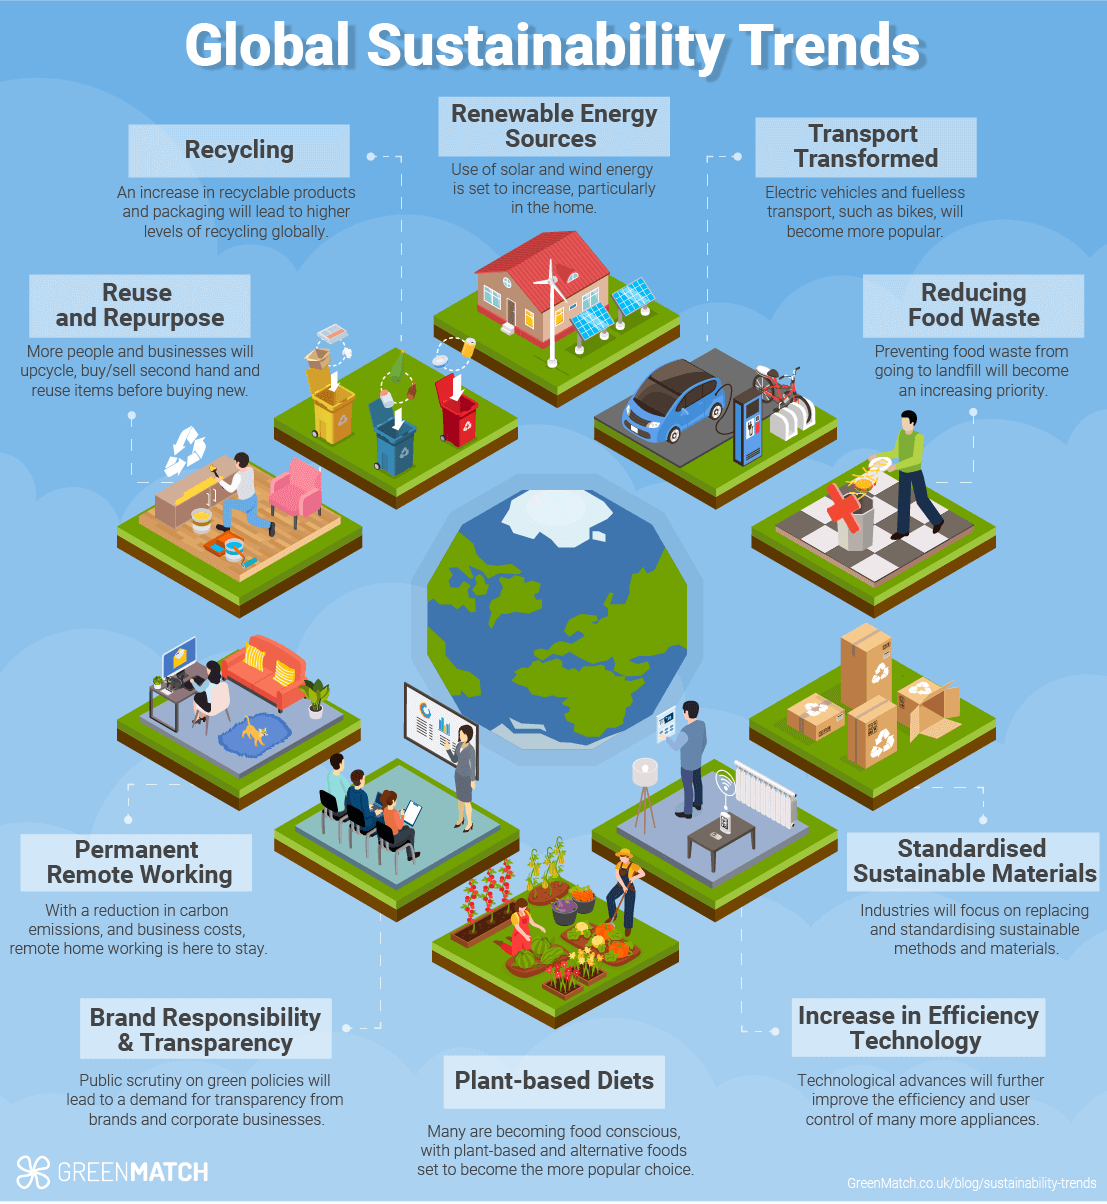 Global Sustainability Trends
Renewable Energy
Sources
Use of solar and wind energy
is set to increase, particularly
in the home.
Recycling
An increase in recyclable products
and packaging will lead to higher
levels of recycling globally.
Transport
Transformed
Electric vehicles and fuelless
transport, such as bikes, will
become more popular.
Reuse
and Repurpose
More people and businesses will
upcycle, buy/sell second hand and
reuse items before buying new.
Reducing
Food Waste
Preventing food waste from
going to landfill will become
an increasing priority.
Permanent
Remote Working
With a reduction in carbon
emissions, and business costs,
remote home working is here to stay.
Standardised
Sustainable Materials
Industries will focus on replacing
and standardising sustainable
methods and materials.
Brand Responsibility
& Transparency
Public scrutiny on green policies will
lead to a demand for transparency from
brands and corporate businesses.
Increase in Efficiency
Technology
Technological advances will further
improve the efficiency and user
control of many more appliances.
Plant-based Diets
Many are becoming food conscious,
with plant-based and alternative foods
set to become the more popular choice.
GREENMATCH
GreenMatch.co.uk/blog/sustainability-trends